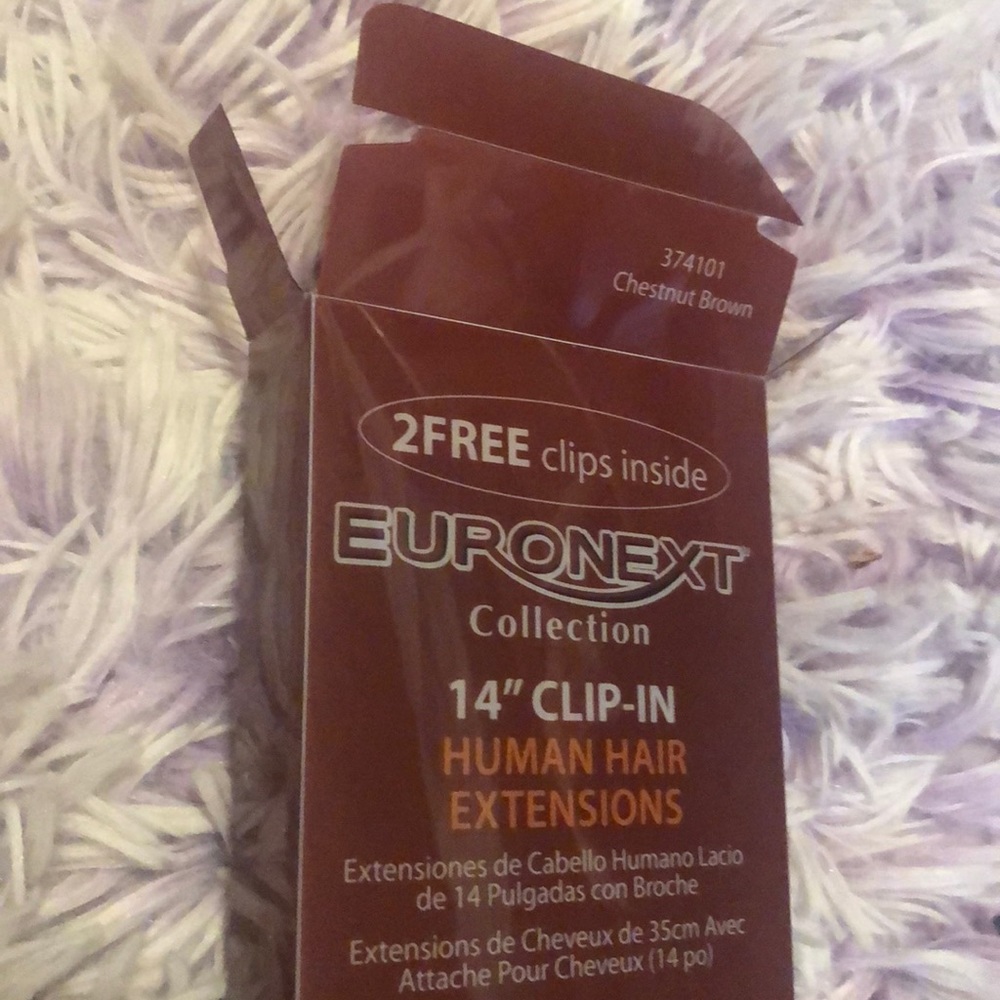 374101
Chestnut Brown
2FREE clips inside
EURONEXT®
Collection
14” CLIP-IN
HUMAN HAIR
EXTENSIONS
Extensiones de Cabello Humano Lacio
de 14 Pulgadas con Broche
Extensions de Cheveux de 35cm Avec
Attache Pour Cheveux (14 po)